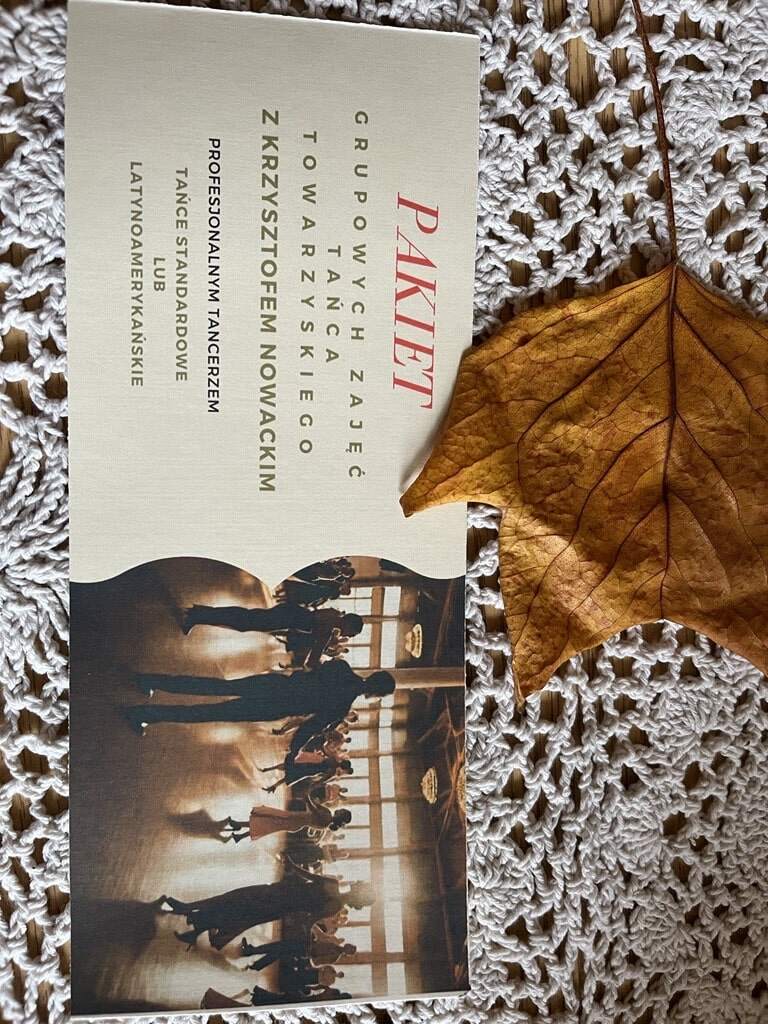 PAKIET
GRUPOWYCH ZAJĘĆ
TAŃCA
TOWARZYSKIEGO
Z KRZYSZTOFEM NOWACKIM
PROFESJONALNYM TANCERZEM
TAŃCE STANDARDOWE
LUB
LATYNOAMERYKAŃSKIE